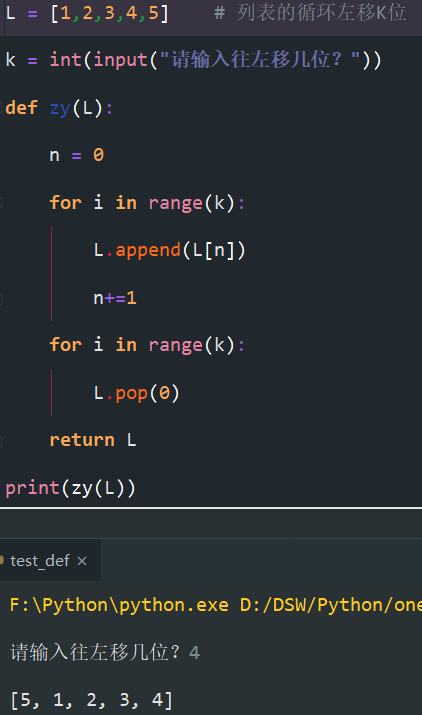 L = [1,2,3,4,5]    # 列表的循环左移K位
k = int(input("请输入往左移几位？"))
def zy(L):
    n = 0
    for i in range(k):
        L.append(L[n])
        n+=1
    for i in range(k):
        L.pop(0)
    return L
print(zy(L))
test_def ×
F:\Python\python.exe D:/DSW/Python/one
请输入往左移几位？4
[5, 1, 2, 3, 4]